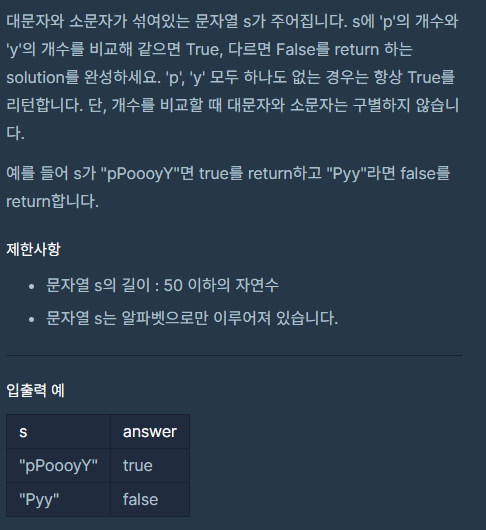 대문자와 소문자가 섞여있는 문자열 s가 주어집니다. s에 'p'의 개수와
'y'의 개수를 비교해 같으면 True, 다르면 False를 return 하는
solution를 완성하세요. 'p', 'y' 모두 하나도 없는 경우는 항상 True를
리턴합니다. 단, 개수를 비교할 때 대문자와 소문자는 구별하지 않습니
다.
예를 들어 s가 "pPoooyY"면 true를 return하고 "Pyy"라면 false를
return합니다.
제한사항
• 문자열 s의 길이 : 50 이하의 자연수
• 문자열 s는 알파벳으로만 이루어져 있습니다.
입출력 예
s answer
"pPoooyY" true
"Pyy" false